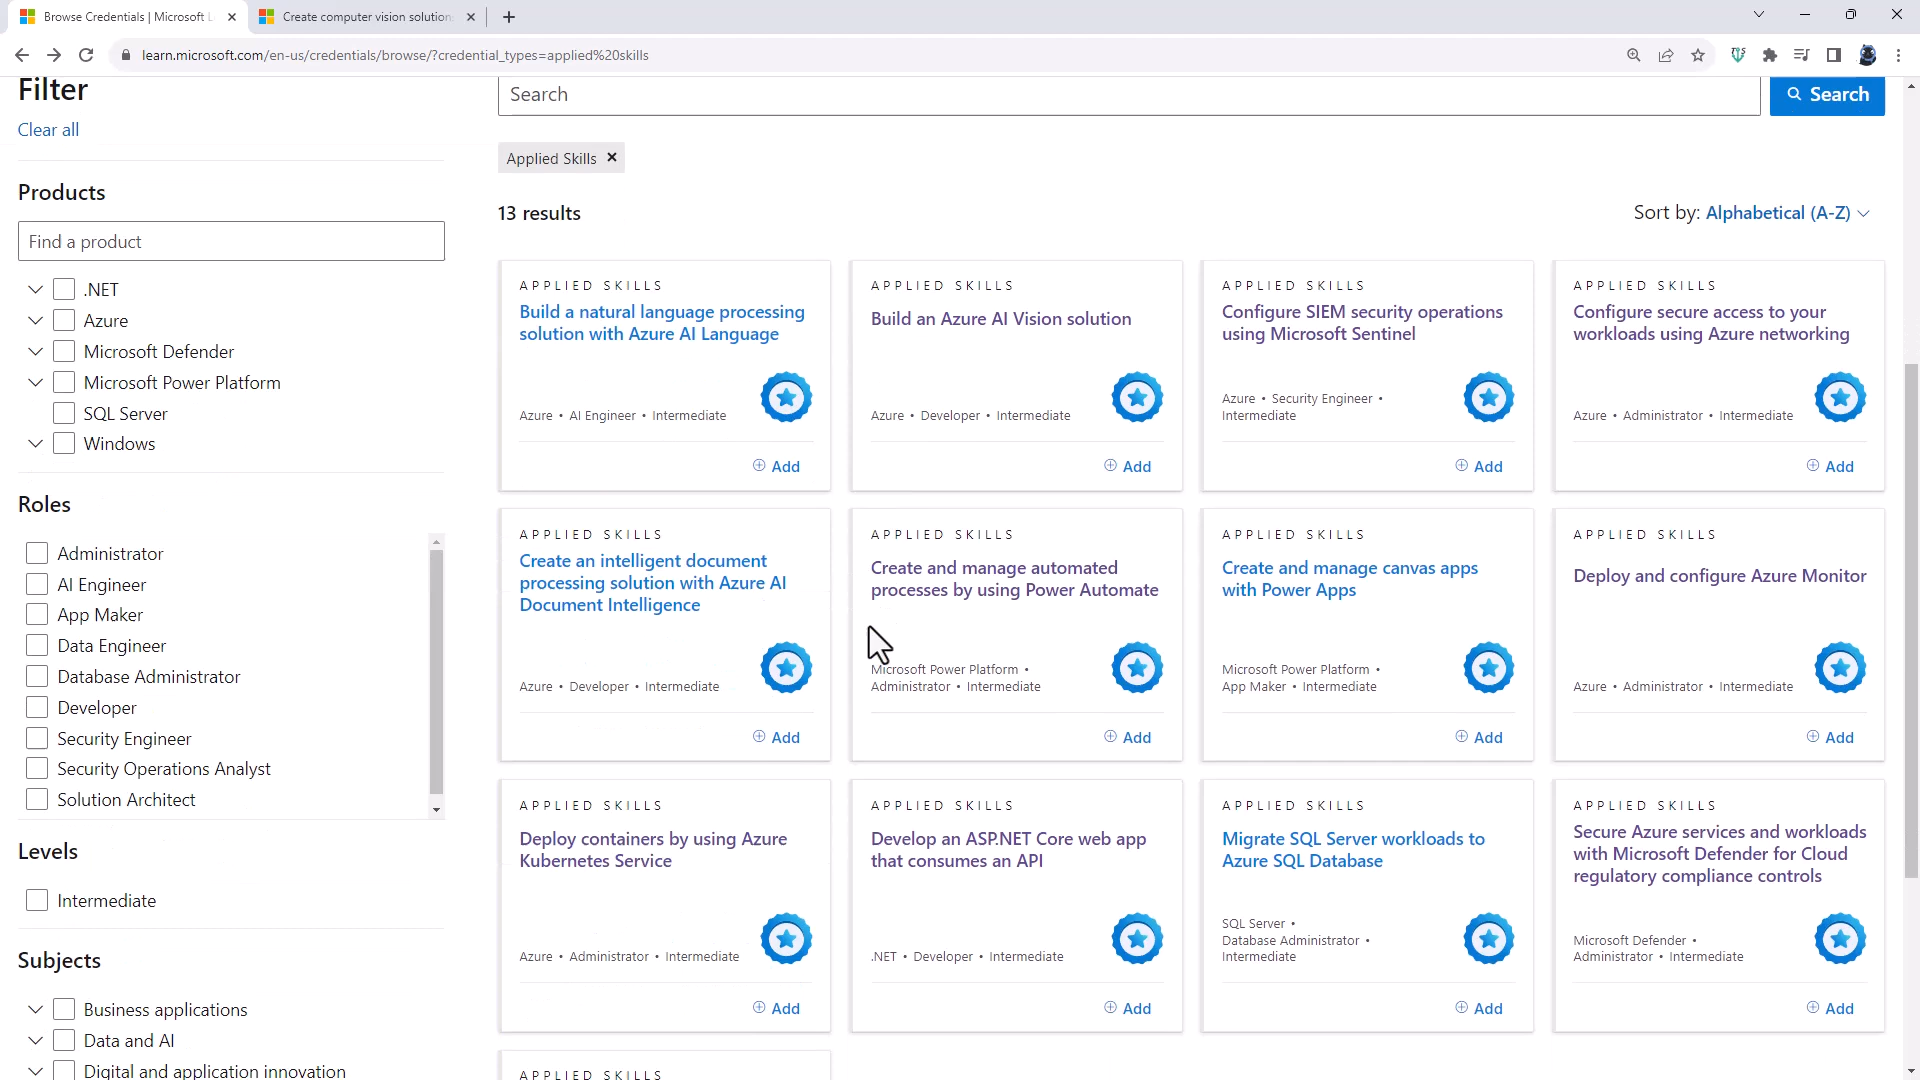 Browse Credentials | Microsoft L
Create computer vision solution
learn.microsoft.com/en-us/credentials/browse/?credential_types=applied%20skills
Filter
Clear all
Products
Find a product
.NET
Azure
Microsoft Defender
Microsoft Power Platform
SQL Server
Windows
Roles
Administrator
AI Engineer
App Maker
Data Engineer
Database Administrator
Developer
Security Engineer
Security Operations Analyst
Solution Architect
Levels
Intermediate
Subjects
Business applications
Data and AI
Digital and application innovation
Search
Search
Applied Skills
13 results
Sort by: Alphabetical (A-Z)
APPLIED SKILLS
Build a natural language processing
solution with Azure AI Language
Azure • AI Engineer • Intermediate
Add
APPLIED SKILLS
Build an Azure AI Vision solution
Azure • Developer • Intermediate
Add
APPLIED SKILLS
Configure SIEM security operations
using Microsoft Sentinel
Azure • Security Engineer •
Intermediate
Add
APPLIED SKILLS
Configure secure access to your
workloads using Azure networking
Azure • Administrator • Intermediate
Add
APPLIED SKILLS
Create an intelligent document
processing solution with Azure AI
Document Intelligence
Azure • Developer • Intermediate
Add
APPLIED SKILLS
Create and manage automated
processes by using Power Automate
Microsoft Power Platform •
Administrator • Intermediate
Add
APPLIED SKILLS
Create and manage canvas apps
with Power Apps
Microsoft Power Platform •
App Maker • Intermediate
Add
APPLIED SKILLS
Deploy and configure Azure Monitor
Azure • Administrator • Intermediate
Add
APPLIED SKILLS
Deploy containers by using Azure
Kubernetes Service
Azure • Administrator • Intermediate
Add
APPLIED SKILLS
Develop an ASP.NET Core web app
that consumes an API
.NET • Developer • Intermediate
Add
APPLIED SKILLS
Migrate SQL Server workloads to
Azure SQL Database
SQL Server •
Database Administrator •
Intermediate
Add
APPLIED SKILLS
Secure Azure services and workloads
with Microsoft Defender for Cloud
regulatory compliance controls
Microsoft Defender •
Administrator • Intermediate
Add
APPLIED SKILLS